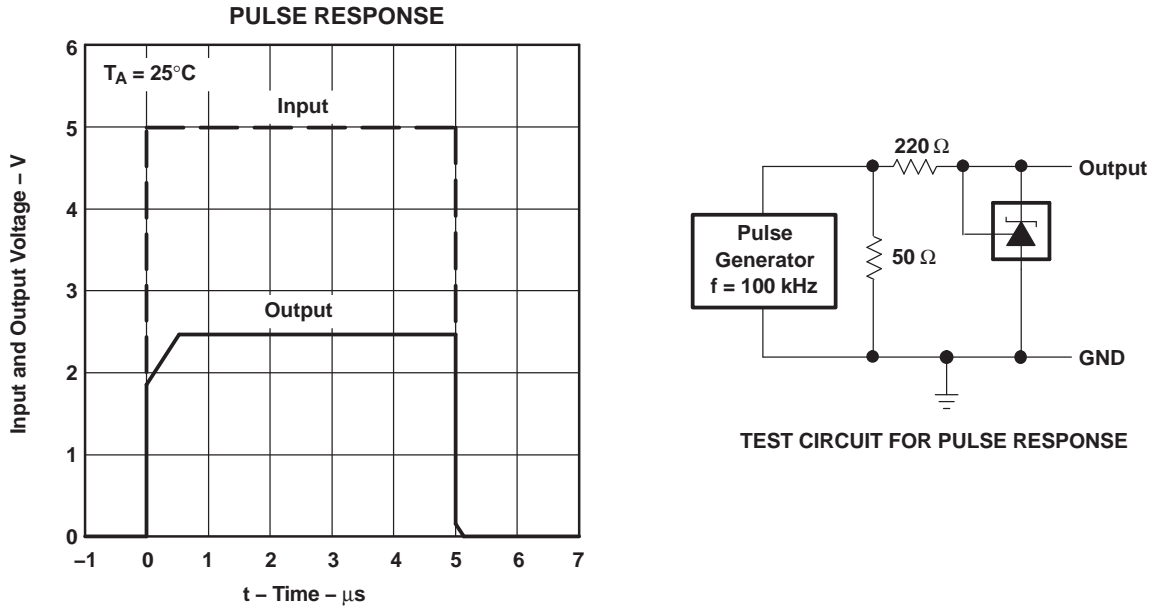 PULSE RESPONSE
Input and Output Voltage – V
6
5
4
3
2
1
0
TA = 25°C
Input
Output
–1 0 1 2 3 4 5 6 7
t – Time – μs
220 Ω
Output
Pulse
Generator
f = 100 kHz
50 Ω
GND
TEST CIRCUIT FOR PULSE RESPONSE